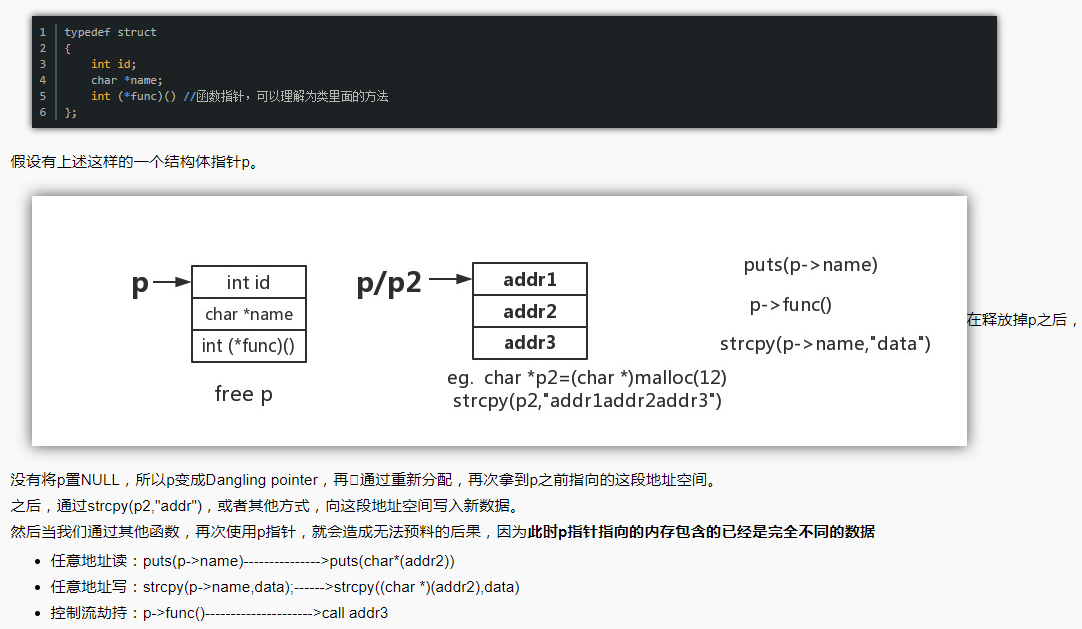 1 typedef struct
2 {
3 int id;
4 char *name;
5 int (*func)() //函数指针，可以理解为类里面的方法
6 };
假设有上述这样的一个结构体指针p。
p
int id
char *name
int (*func)()
free p
p/p2
addr1
addr2
addr3
eg. char *p2=(char *)malloc(12)
strcpy(p2,"addr1addr2addr3")
puts(p->name)
p->func()
strcpy(p->name,"data")
在释放掉p之后，
没有将p置NULL，所以p变成Dangling pointer，再通过重新分配，再次拿到p之前指向的这段地址空间。
之后，通过strcpy(p2,"addr")，或者其他方式，向这段地址空间写入新数据。
然后当我们通过其他函数，再次使用p指针，就会造成无法预料的后果，因为此时p指针指向的内存包含的已经是完全不同的数据
• 任意地址读：puts(p->name)--------------->puts(char*(addr2))
• 任意地址写：strcpy(p->name,data);------>strcpy((char *)(addr2),data)
• 控制流劫持：p->func()--------------------->call addr3